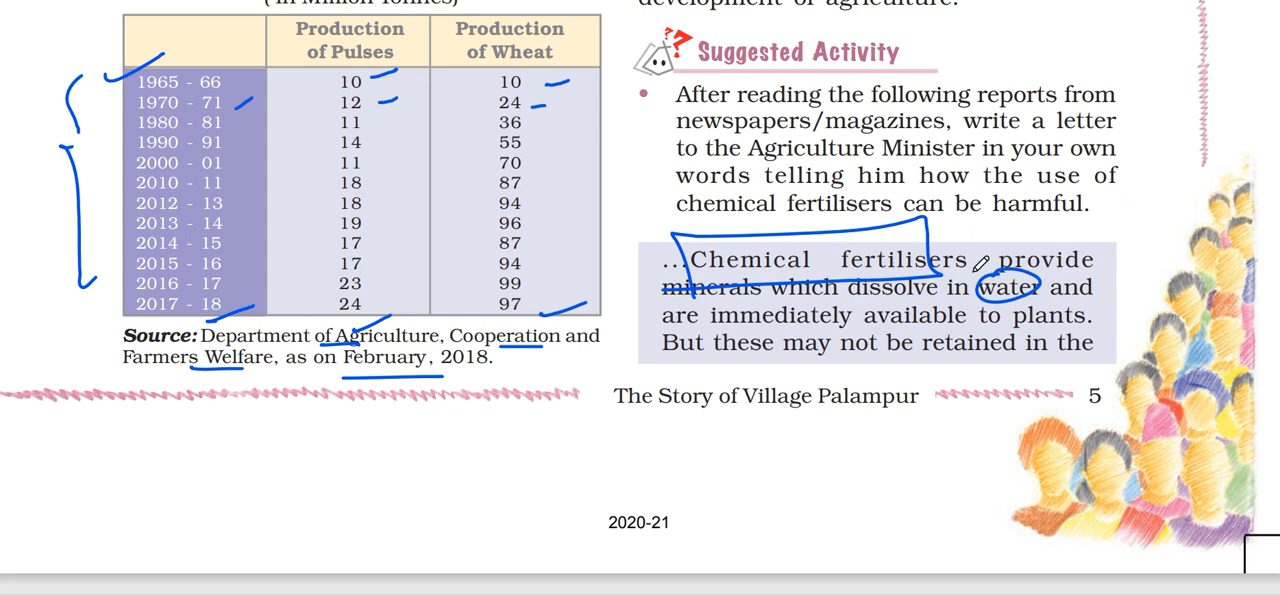 (in Million Tonnes)
Production of Pulses Production of Wheat
1965 - 66 10 10
1970 - 71 12 24
1980 - 81 11 36
1990 - 91 14 55
2000 - 01 11 70
2010 - 11 18 87
2012 - 13 18 94
2013 - 14 19 96
2014 - 15 17 87
2015 - 16 17 94
2016 - 17 23 99
2017 - 18 24 97
Source: Department of Agriculture, Cooperation and
Farmers Welfare, as on February, 2018.
development of agriculture.
??
Suggested Activity
• After reading the following reports from
newspapers/magazines, write a letter
to the Agriculture Minister in your own
words telling him how the use of
chemical fertilisers can be harmful.
...Chemical fertilisers provide
minerals which dissolve in water and
are immediately available to plants.
But these may not be retained in the
The Story of Village Palampur 5
2020-21